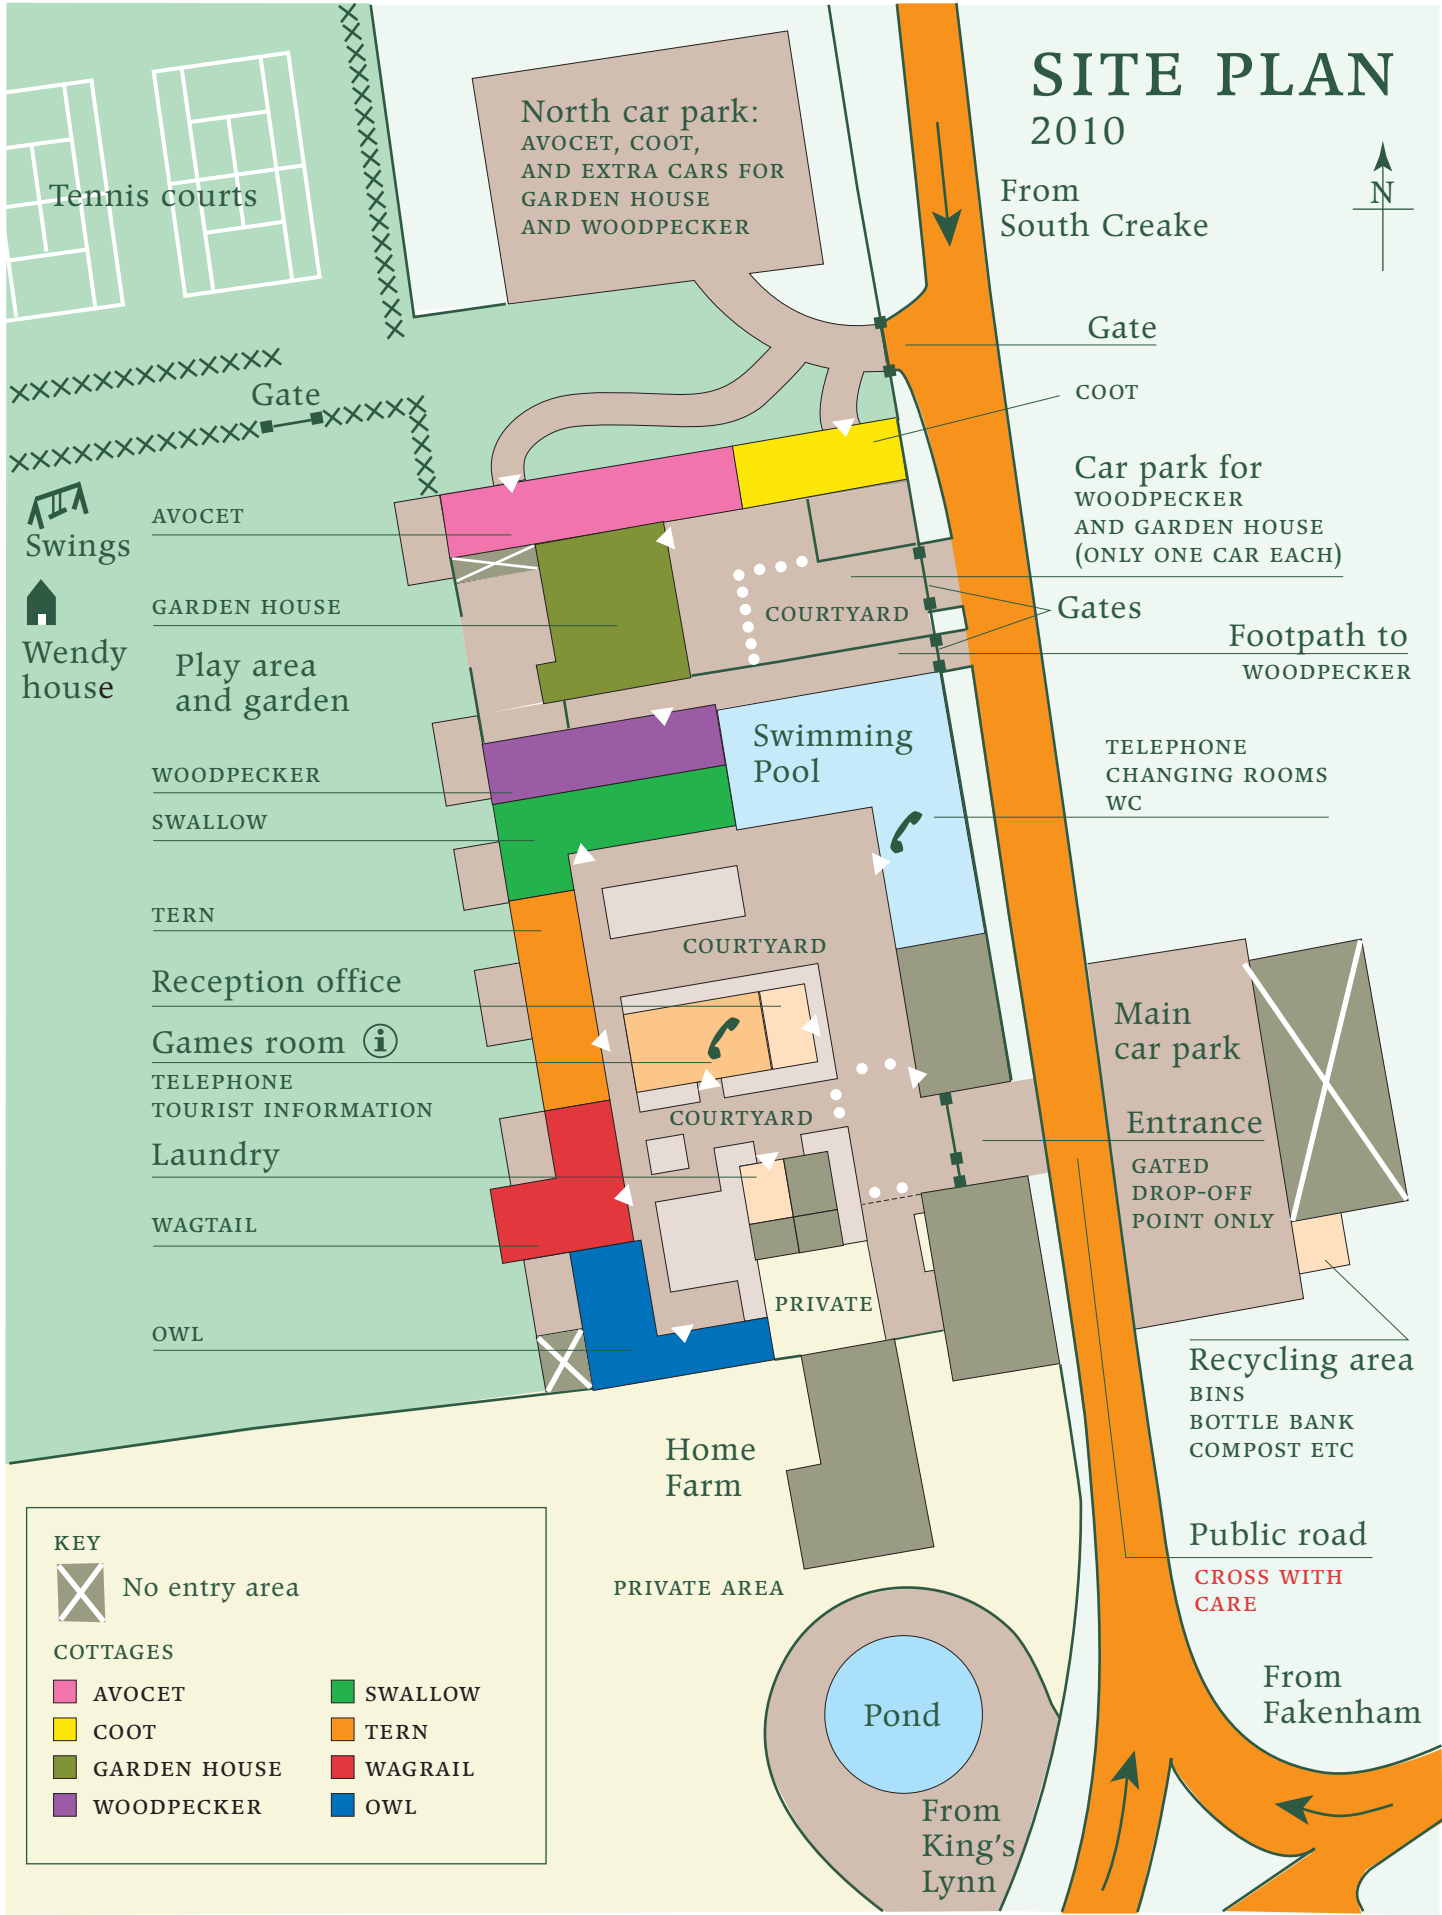 SITE PLAN
2010
N
From
South Creake
North car park:
AVOCET, COOT,
AND EXTRA CARS FOR
GARDEN HOUSE
AND WOODPECKER
Tennis courts
Gate
COOT
Gate
Car park for
WOODPECKER
AND GARDEN HOUSE
(ONLY ONE CAR EACH)
Swings
AVOCET
GARDEN HOUSE
COURTYARD
Gates
Footpath to
WOODPECKER
Wendy
house
Play area
and garden
Swimming
Pool
TELEPHONE
CHANGING ROOMS
WC
WOODPECKER
SWALLOW
TERN
COURTYARD
Reception office
Games room i
TELEPHONE
TOURIST INFORMATION
Main
car park
COURTYARD
Entrance
GATED
DROP-OFF
POINT ONLY
Laundry
WAGTAIL
PRIVATE
OWL
Recycling area
BINS
BOTTLE BANK
COMPOST ETC
Home
Farm
PRIVATE AREA
Public road
CROSS WITH
CARE
From
Fakenham
Pond
From
King's
Lynn
KEY
No entry area
COTTAGES
AVOCET
COOT
GARDEN HOUSE
WOODPECKER
SWALLOW
TERN
WAGRAIL
OWL